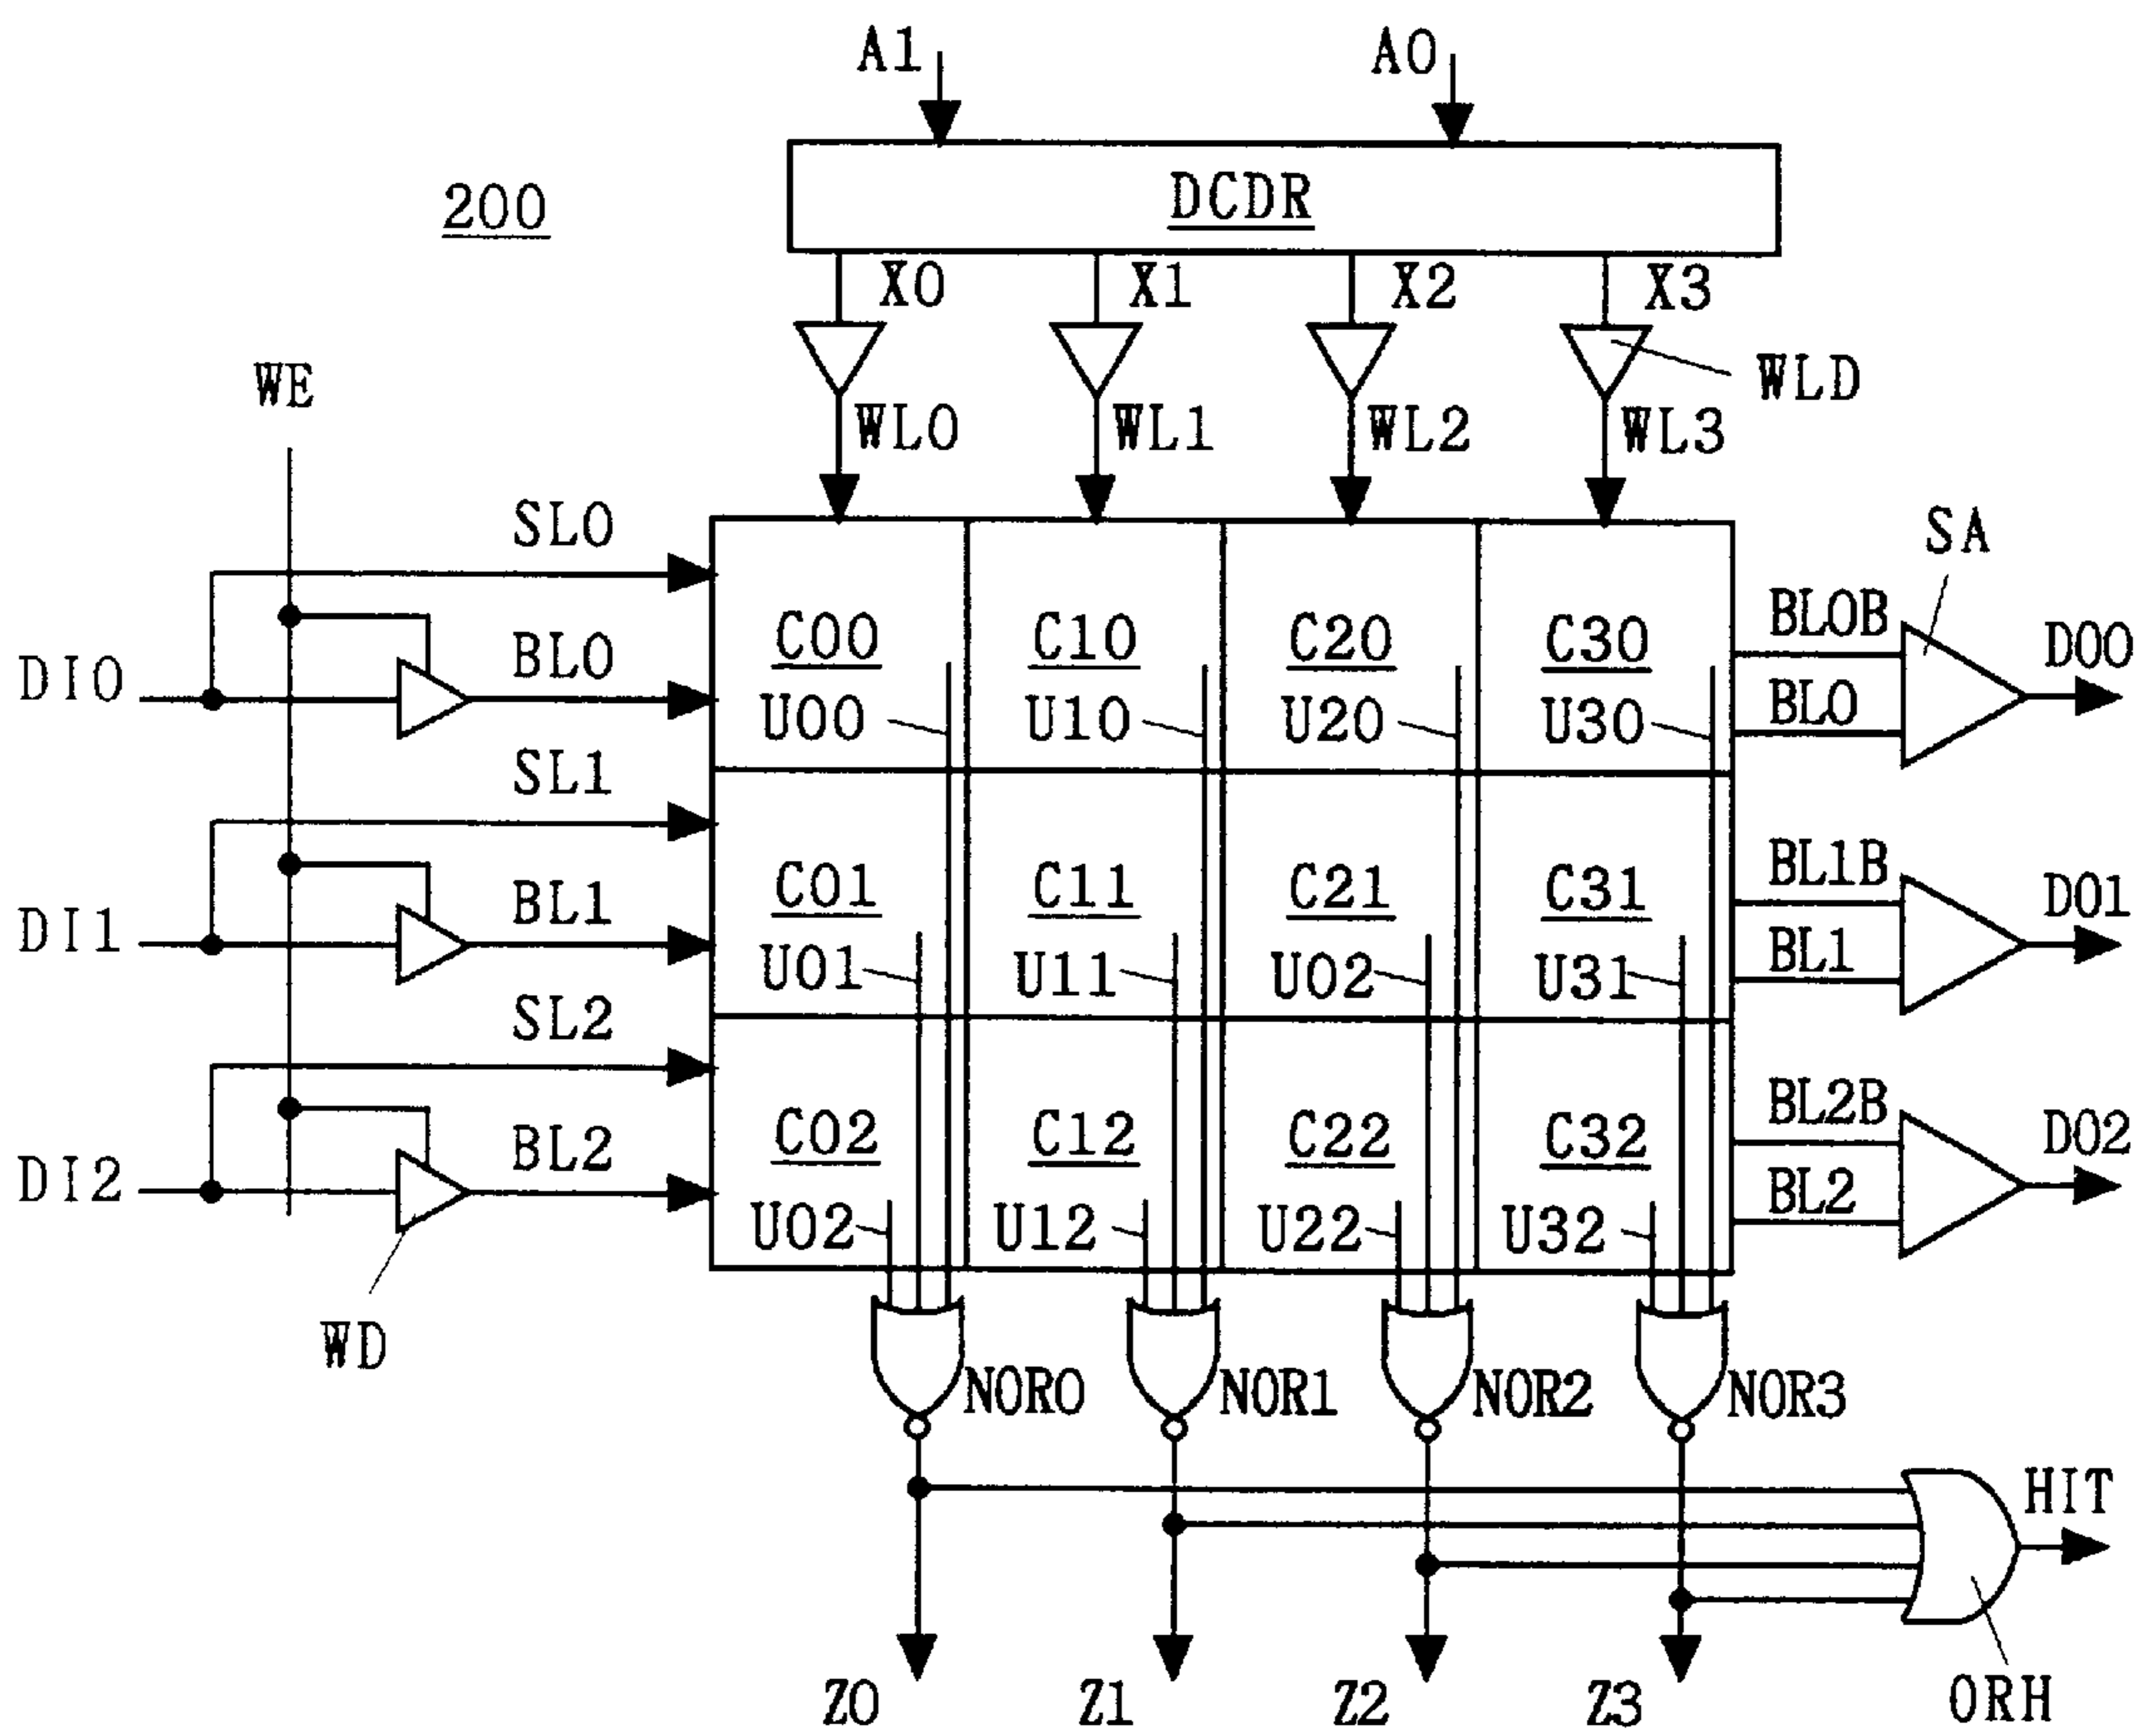 A1 A0
DCDR
200
X0 X1 X2 X3
WE
WLD
WL0 WL1 WL2 WL3
SL0
SA
BL0B
DI0
BL0
C00 C10 C20 C30
D00
BL0
U00 U10 U20 U30
SL1
BL1B
DI1
BL1
C01 C11 C21 C31
D01
BL1
U01 U11 U02 U31
SL2
BL2B
DI2
BL2
C02 C12 C22 C32
D02
BL2
U02 U12 U22 U32
WD
NOR0 NOR1 NOR2 NOR3
HIT
Z0 Z1 Z2 Z3
ORH